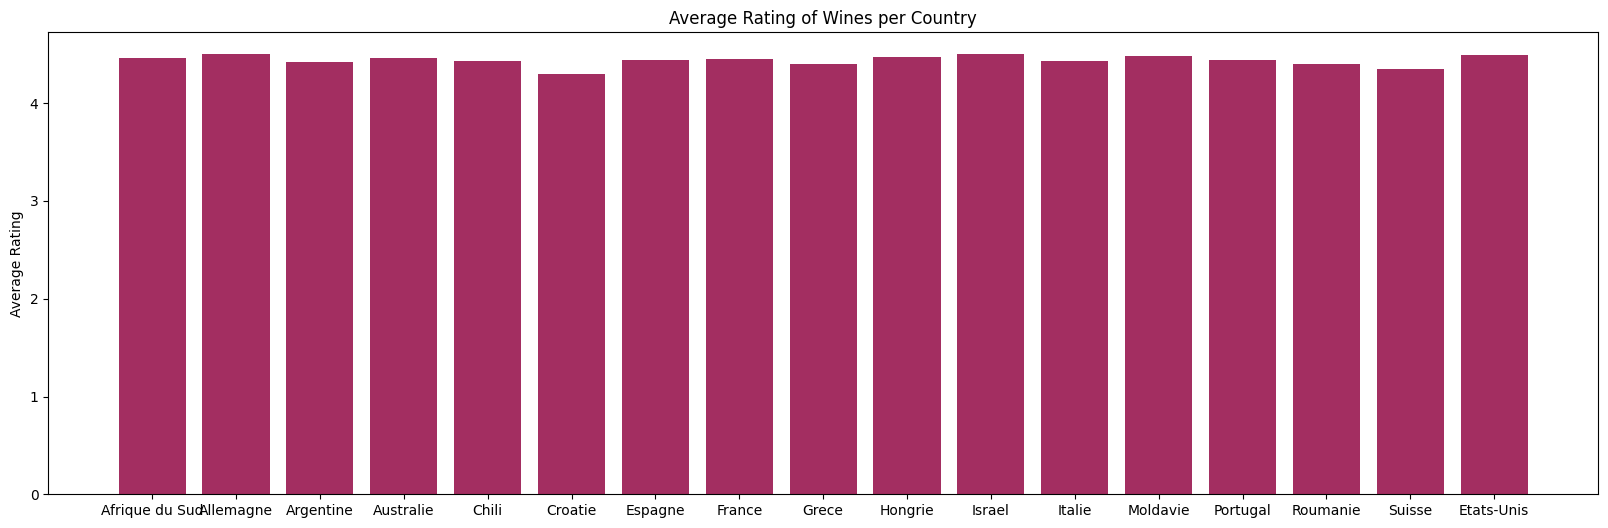 Average Rating of Wines per Country
Average Rating
4
3
2
1
0
Afrique du Sud Allemagne Argentine Australie Chili Croatie Espagne France Grece Hongrie Israel Italie Moldavie Portugal Roumanie Suisse Etats-Unis